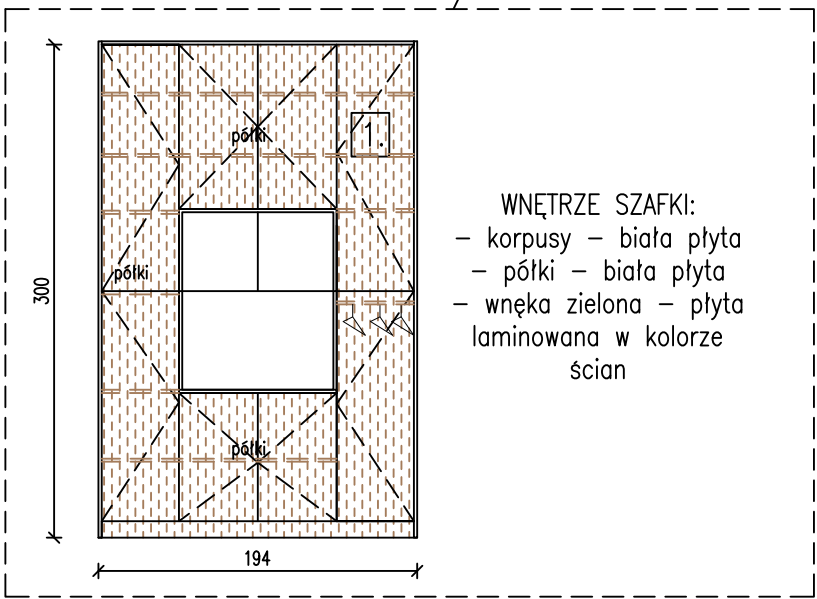 półki
1.
półki
300
półki
194
WNĘTRZE SZAFKI:
– korpusy – biała płyta
– półki – biała płyta
– wnęka zielona – płyta
laminowana w kolorze
ścian